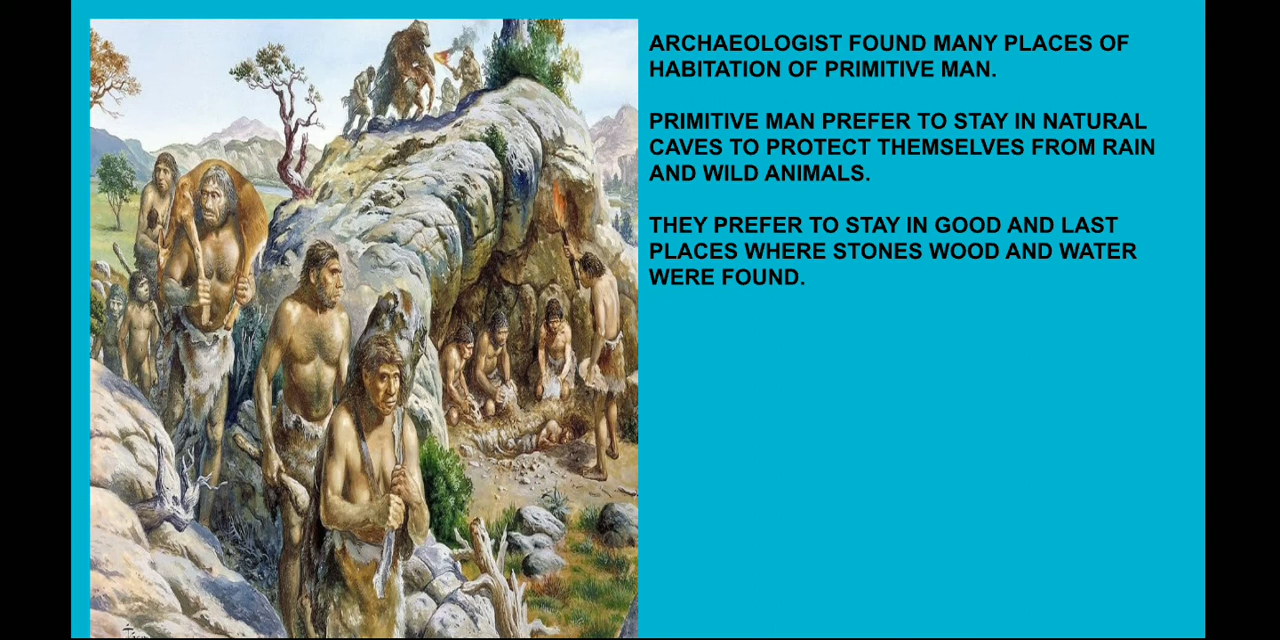 ARCHAEOLOGIST FOUND MANY PLACES OF
HABITATION OF PRIMITIVE MAN.
PRIMITIVE MAN PREFER TO STAY IN NATURAL
CAVES TO PROTECT THEMSELVES FROM RAIN
AND WILD ANIMALS.
THEY PREFER TO STAY IN GOOD AND LAST
PLACES WHERE STONES WOOD AND WATER
WERE FOUND.